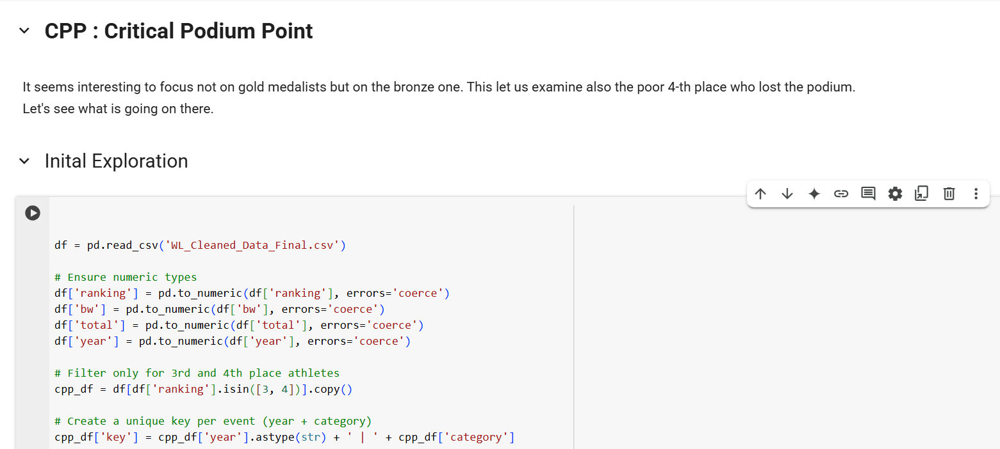 CPP : Critical Podium Point
It seems interesting to focus not on gold medalists but on the bronze one. This let us examine also the poor 4-th place who lost the podium.
Let's see what is going on there.
Inital Exploration
df = pd.read_csv('WL_Cleaned_Data_Final.csv')
# Ensure numeric types
df['ranking'] = pd.to_numeric(df['ranking'], errors='coerce')
df['bw'] = pd.to_numeric(df['bw'], errors='coerce')
df['total'] = pd.to_numeric(df['total'], errors='coerce')
df['year'] = pd.to_numeric(df['year'], errors='coerce')
# Filter only for 3rd and 4th place athletes
cpp_df = df[df['ranking'].isin([3, 4])].copy()
# Create a unique key per event (year + category)
cpp_df['key'] = cpp_df['year'].astype(str) + ' | ' + cpp_df['category']